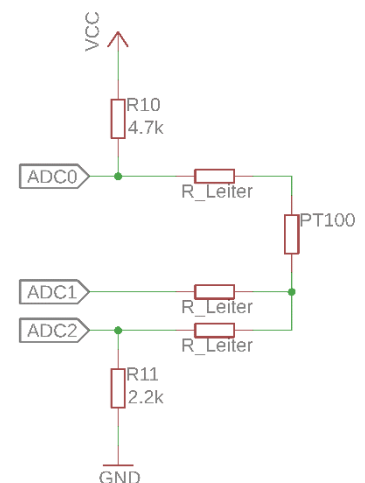 VCC
R10
4.7k
ADC0
R_Leiter
PT100
ADC1
R_Leiter
ADC2
R_Leiter
R11
2.2k
GND